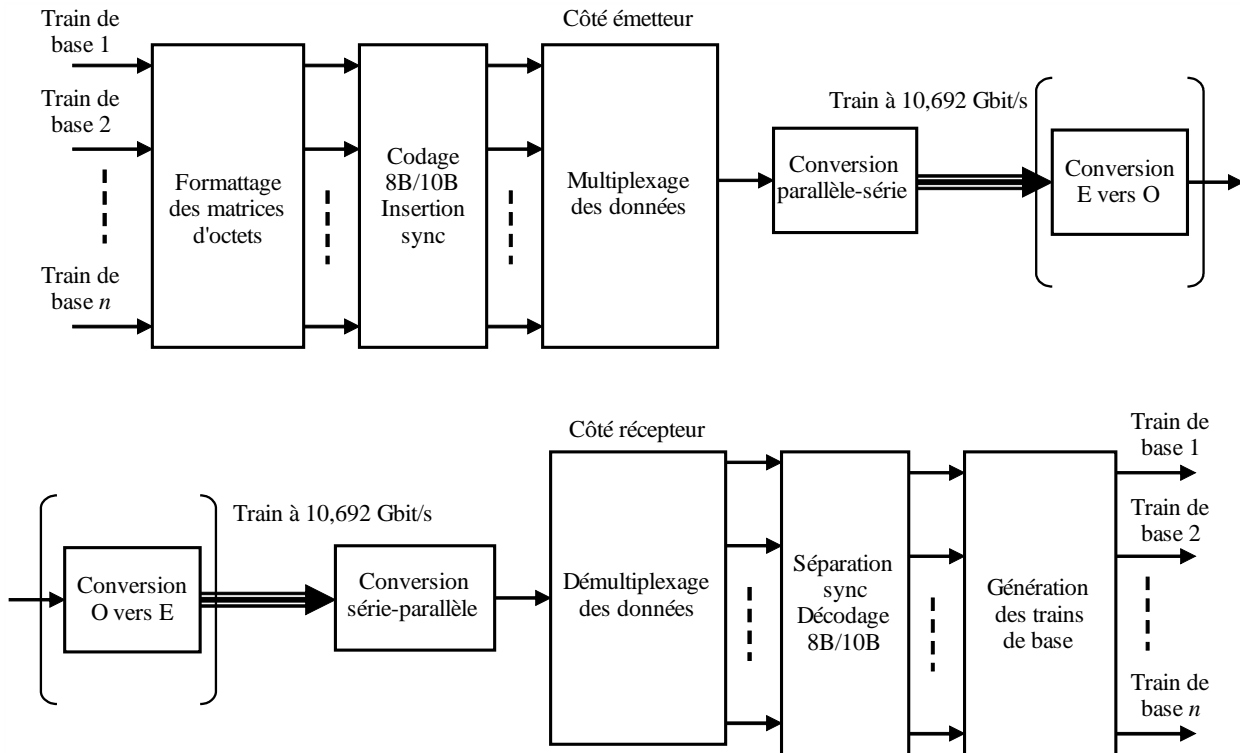 Train de
base 1
Côté émetteur
Train de
base 2
Train à 10,692 Gbit/s
Formattage
des matrices
d'octets
Codage
8B/10B
Insertion
sync
Multiplexage
des données
Conversion
parallèle-série
Conversion
E vers O
Train de
base n
Côté récepteur
Train de
base 1
Train à 10,692 Gbit/s
Train de
base 2
Conversion
O vers E
Conversion
série-parallèle
Démultiplexage
des données
Séparation
sync
Décodage
8B/10B
Génération
des trains
de base
Train de
base n